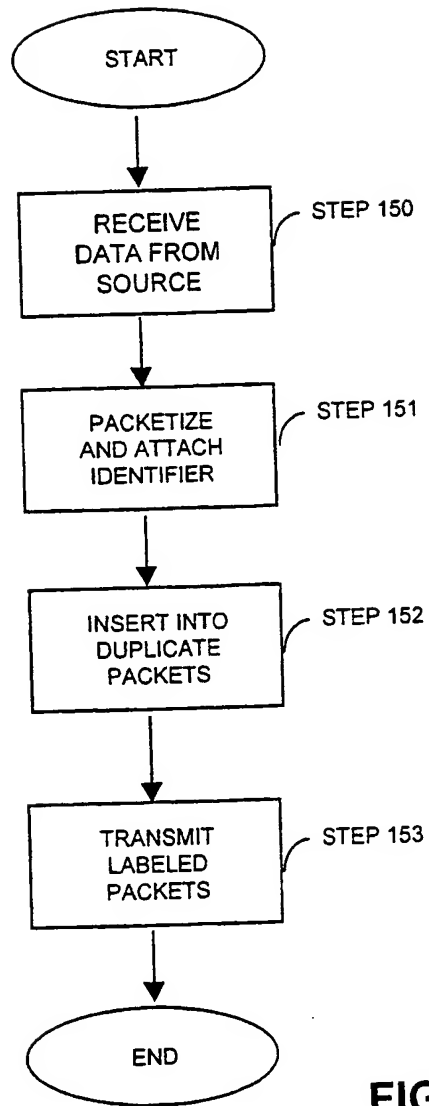 START
RECEIVE
DATA FROM
SOURCE
STEP 150
PACKETIZE
AND ATTACH
IDENTIFIER
STEP 151
INSERT INTO
DUPLICATE
PACKETS
STEP 152
TRANSMIT
LABELED
PACKETS
STEP 153
END
FIG